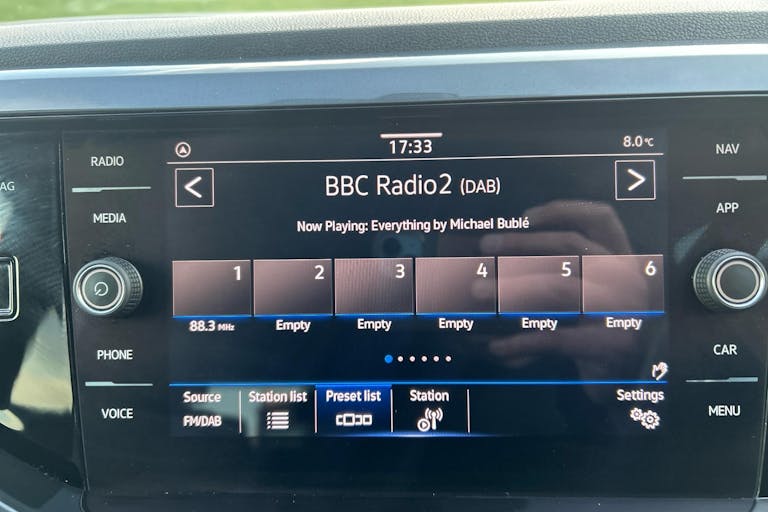 AG
RADIO
MEDIA
PHONE
VOICE
17:33
8.0°C
< BBC Radio2 (DAB) >
Now Playing: Everything by Michael Bublé
1 2 3 4 5 6
88.3 MHz Empty Empty Empty Empty Empty
Source Station list Preset list Station Settings
FM/DAB
NAV
APP
CAR
MENU